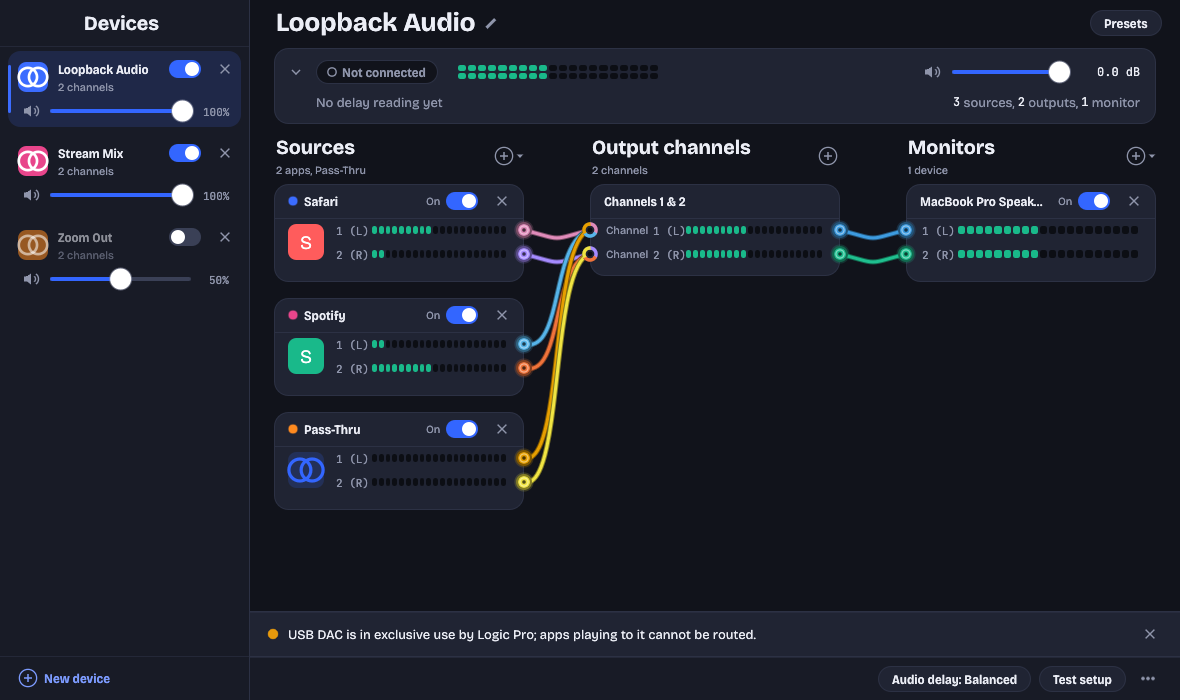 Devices
Loopback Audio
2 channels
100%
Stream Mix
2 channels
100%
Zoom Out
2 channels
50%
New device
Loopback Audio
Presets
Not connected
0.0 dB
No delay reading yet
3 sources, 2 outputs, 1 monitor
Sources
2 apps, Pass-Thru
Safari
On
S
1 (L)
2 (R)
Spotify
On
S
1 (L)
2 (R)
Pass-Thru
On
1 (L)
2 (R)
Output channels
2 channels
Channels 1 & 2
Channel 1 (L)
Channel 2 (R)
Monitors
1 device
MacBook Pro Speak...
On
1 (L)
2 (R)
USB DAC is in exclusive use by Logic Pro; apps playing to it cannot be routed.
Audio delay: Balanced
Test setup